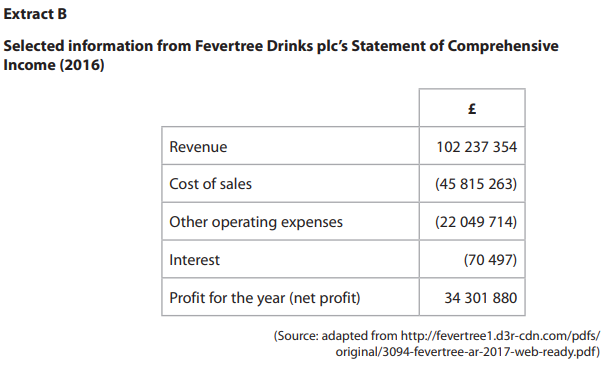 Extract B
Selected information from Fevertree Drinks plc’s Statement of Comprehensive
Income (2016)
£
Revenue 102 237 354
Cost of sales (45 815 263)
Other operating expenses (22 049 714)
Interest (70 497)
Profit for the year (net profit) 34 301 880
(Source: adapted from http://fevertree1.d3r-cdn.com/pdfs/
original/3094-fevertree-ar-2017-web-ready.pdf)